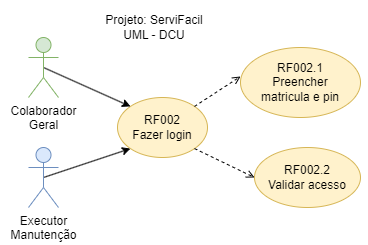 Projeto: ServiFacil
UML - DCU
Colaborador
Geral
RF002
Fazer login
RF002.1
Preencher
matricula e pin
RF002.2
Validar acesso
Executor
Manutenção